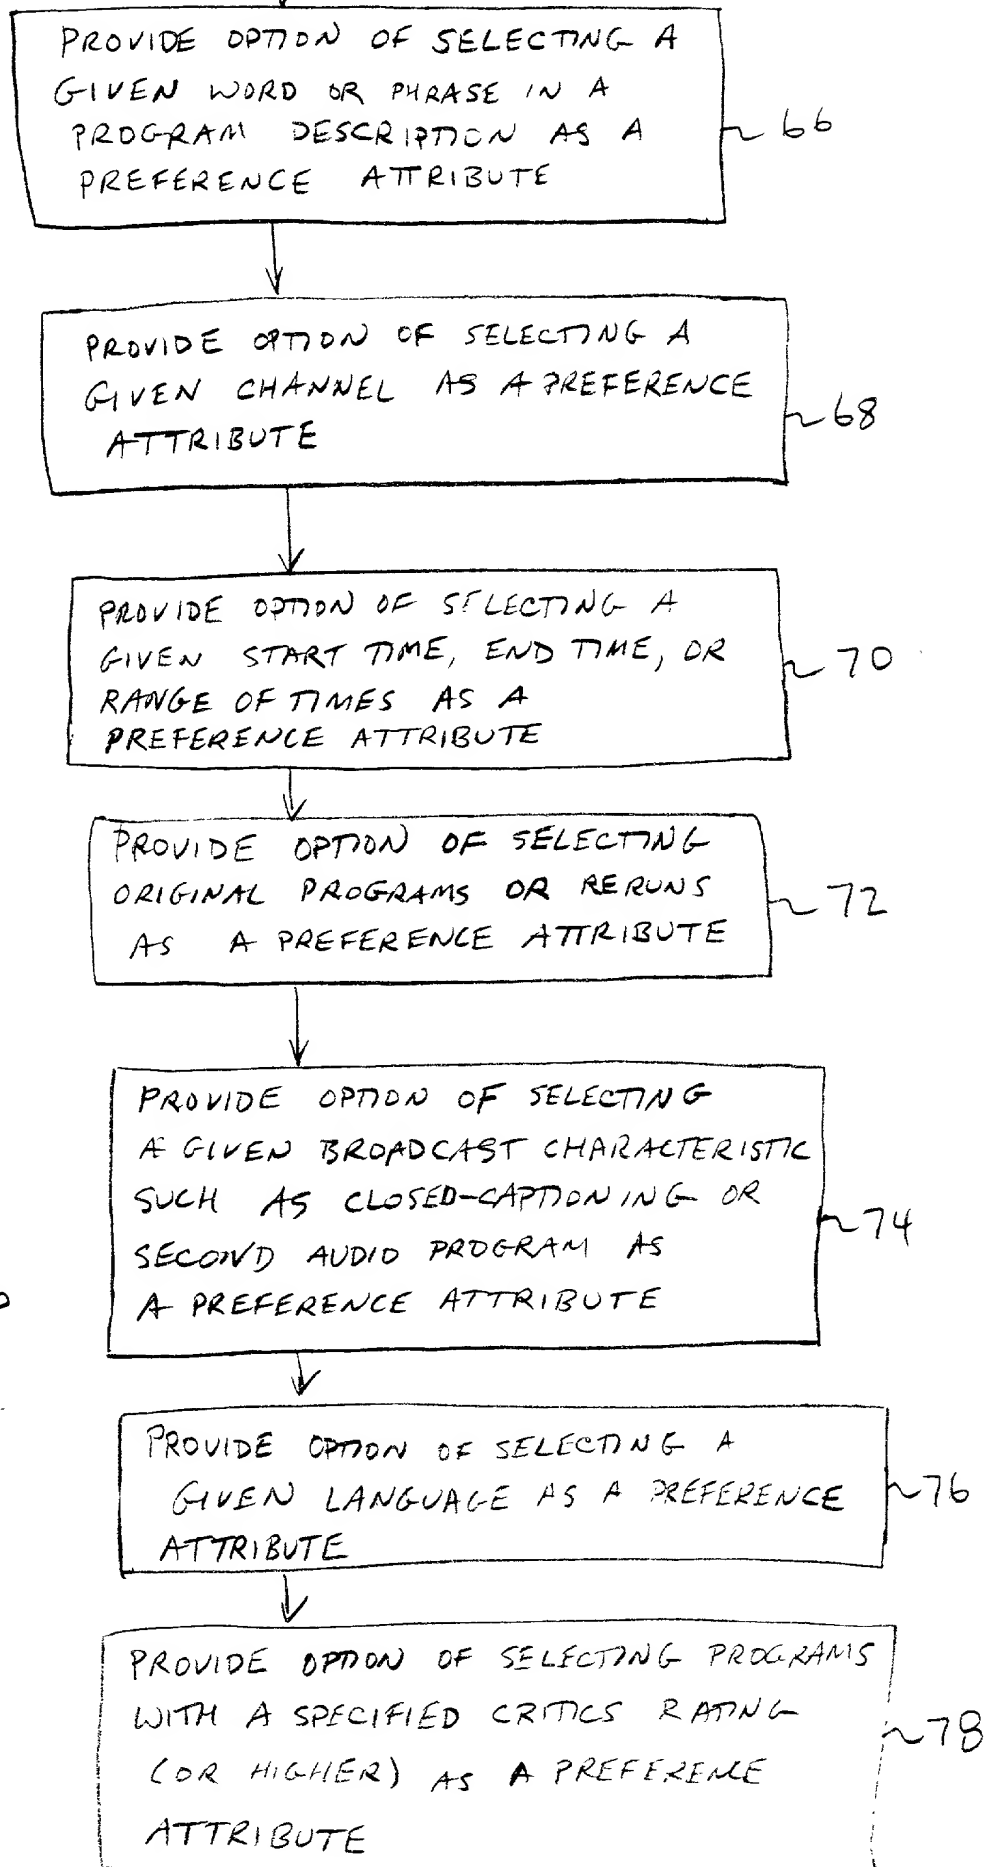 PROVIDE OPTION OF SELECTING A
GIVEN WORD OR PHRASE IN A
PROGRAM DESCRIPTION AS A
PREFERENCE ATTRIBUTE
66
PROVIDE OPTION OF SELECTING A
GIVEN CHANNEL AS A PREFERENCE
ATTRIBUTE
68
PROVIDE OPTION OF SELECTING A
GIVEN START TIME, END TIME, OR
RANGE OF TIMES AS A
PREFERENCE ATTRIBUTE
70
PROVIDE OPTION OF SELECTING
ORIGINAL PROGRAMS OR RERUNS
AS A PREFERENCE ATTRIBUTE
72
PROVIDE OPTION OF SELECTING
A GIVEN BROADCAST CHARACTERISTIC
SUCH AS CLOSED-CAPTIONING OR
SECOND AUDIO PROGRAM AS
A PREFERENCE ATTRIBUTE
74
PROVIDE OPTION OF SELECTING A
GIVEN LANGUAGE AS A PREFERENCE
ATTRIBUTE
76
PROVIDE OPTION OF SELECTING PROGRAMS
WITH A SPECIFIED CRITICS RATING
(OR HIGHER) AS A PREFERENCE
ATTRIBUTE
78